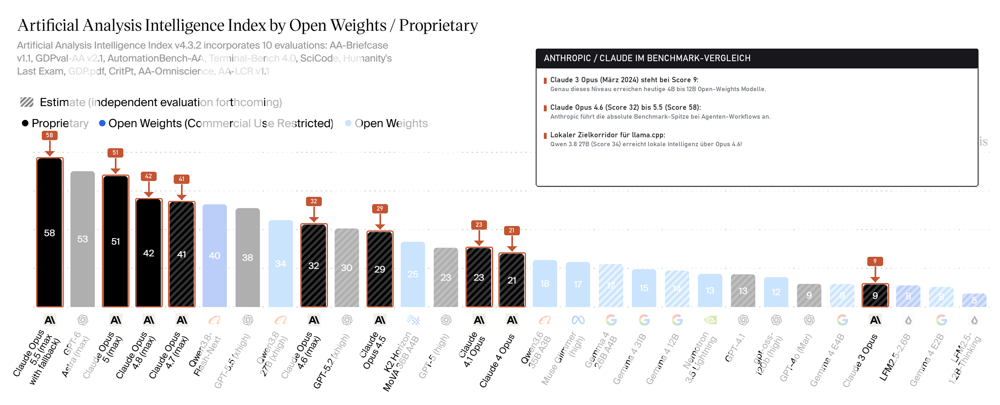 Artificial Analysis Intelligence Index by Open Weights / Proprietary
Artificial Analysis Intelligence Index v4.3.2 incorporates 10 evaluations: AA-Briefcase
v1.1, GDPval-AA v2.1, AutomationBench-AA, Terminal-Bench 4.0, SciCode, Humanity's
Last Exam, GDP.pdf, CritPt, AA-Omniscience, AA-LCR v1.1
Estimate (independent evaluation forthcoming)
Proprietary
Open Weights (Commercial Use Restricted)
Open Weights
ANTHROPIC / CLAUDE IM BENCHMARK-VERGLEICH
Claude 3 Opus (März 2024) steht bei Score 9:
Genau dieses Niveau erreichen heutige 4B bis 12B Open-Weights Modelle.
Claude Opus 4.6 (Score 32) bis 5.5 (Score 58):
Anthropic führt die absolute Benchmark-Spitze bei Agenten-Workflows an.
Lokaler Zielkorridor für llama.cpp:
Qwen 3.8 27B (Score 34) erreicht lokale Intelligenz über Opus 4.6!
is
58
51
42
41
32
29
23
21
9
58
53
51
42
41
40
38
34
32
30
29
25
23
23
21
18
17
17
15
14
13
13
12
9
9
9
8
8
5
Claude Opus
5.5 (max
with fallback)
GPT-6
Astra (max)
Claude Opus
5 (max)
Claude Opus
4.8 (max)
Claude Opus
4.7 (max)
Qwen3.8-
Flash-Next
GPT-5.5 (xhigh)
Qwen3.8
27B (xhigh)
Claude Opus
4.6 (max)
GPT-5.2 (xhigh)
Claude
Opus 4.5
K2 Horizon
MoVA 36B A4B
GPT-5 (high)
Claude
4.1 Opus
Claude 4 Opus
Qwen3.6
35B A3B
Muse Glimmer
(high)
Gemma 4
26B A4B
Gemma 4 31B
Gemma 4 12B
Nemotron
3.5 Lightning
GPT-4.1
gpt-oss-
120b (high)
GPT-4o (Mar)
Gemma 4 E4B
Claude 3 Opus
LFM2.5-2.6B
Gemma 4 E2B
LFM2.5-
1.2B-Thinking